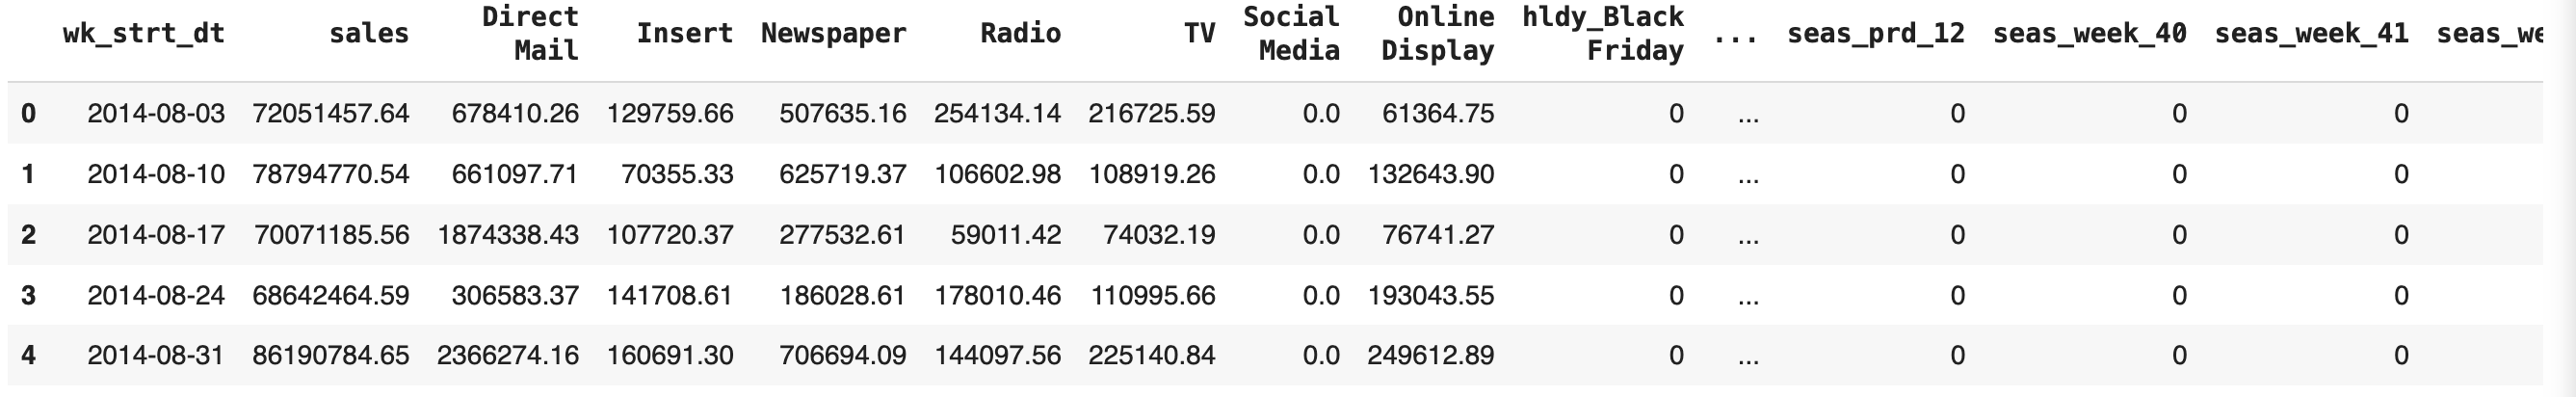 wk_strt_dt sales Direct Mail Insert Newspaper Radio TV Social Media Online Display hldy_Black Friday ... seas_prd_12 seas_week_40 seas_week_41 seas_we
0 2014-08-03 72051457.64 678410.26 129759.66 507635.16 254134.14 216725.59 0.0 61364.75 0 ... 0 0 0
1 2014-08-10 78794770.54 661097.71 70355.33 625719.37 106602.98 108919.26 0.0 132643.90 0 ... 0 0 0
2 2014-08-17 70071185.56 1874338.43 107720.37 277532.61 59011.42 74032.19 0.0 76741.27 0 ... 0 0 0
3 2014-08-24 68642464.59 306583.37 141708.61 186028.61 178010.46 110995.66 0.0 193043.55 0 ... 0 0 0
4 2014-08-31 86190784.65 2366274.16 160691.30 706694.09 144097.56 225140.84 0.0 249612.89 0 ... 0 0 0